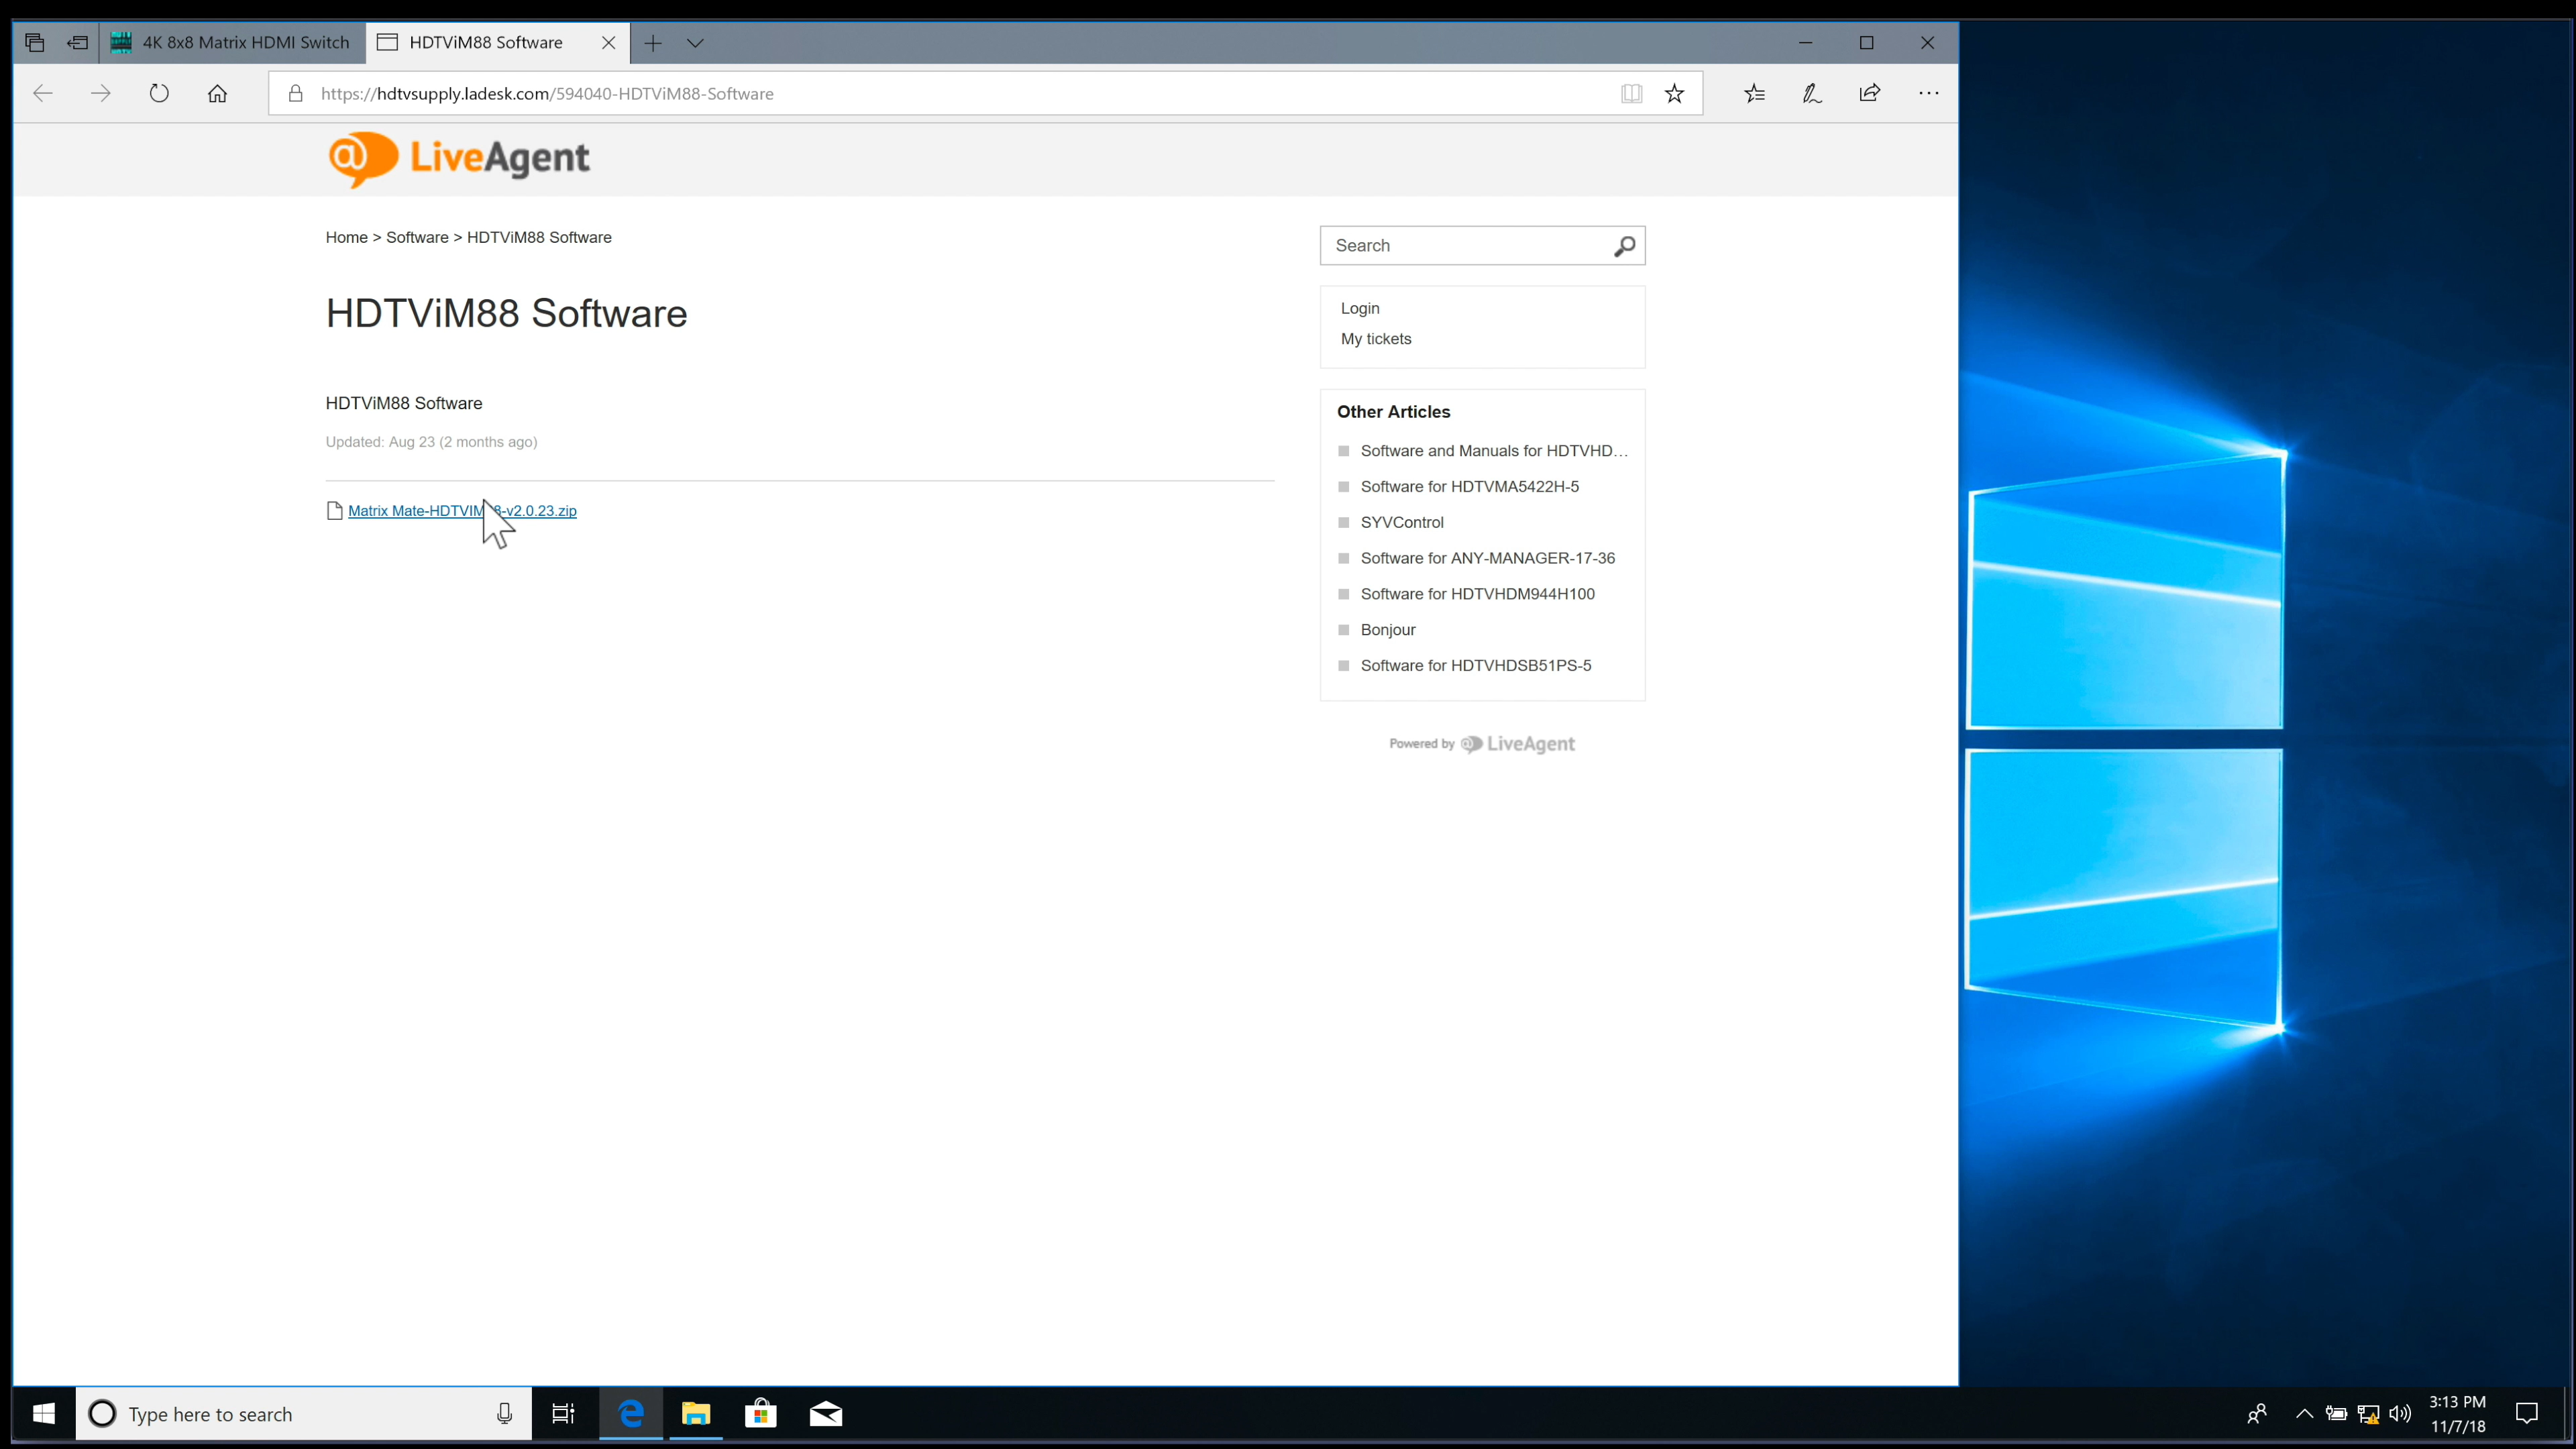 4K 8x8 Matrix HDMI Switch
HDTViM88 Software
https://hdtvsupply.ladesk.com/594040-HDTViM88-Software
@ LiveAgent
Home > Software > HDTViM88 Software
Search
HDTViM88 Software
Login
My tickets
HDTViM88 Software
Updated: Aug 23 (2 months ago)
Matrix Mate-HDTVIM 8-v2.0.23.zip
Other Articles
Software and Manuals for HDTVHD...
Software for HDTVMA5422H-5
SYVControl
Software for ANY-MANAGER-17-36
Software for HDTVHDM944H100
Bonjour
Software for HDTVHDSB51PS-5
Powered by @ LiveAgent
Type here to search
3:13 PM
11/7/18